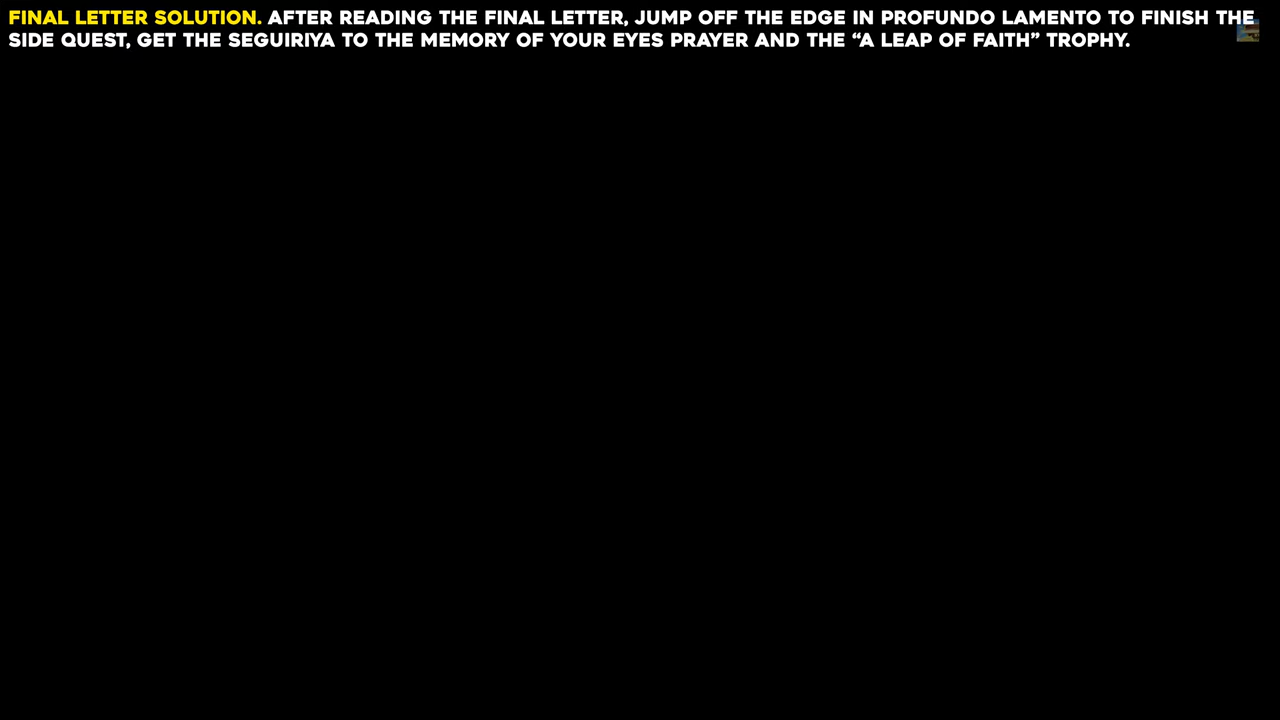 FINAL LETTER SOLUTION. AFTER READING THE FINAL LETTER, JUMP OFF THE EDGE IN PROFUNDO LAMENTO TO FINISH THE
SIDE QUEST, GET THE SEGUIRIYA TO THE MEMORY OF YOUR EYES PRAYER AND THE “A LEAP OF FAITH” TROPHY.